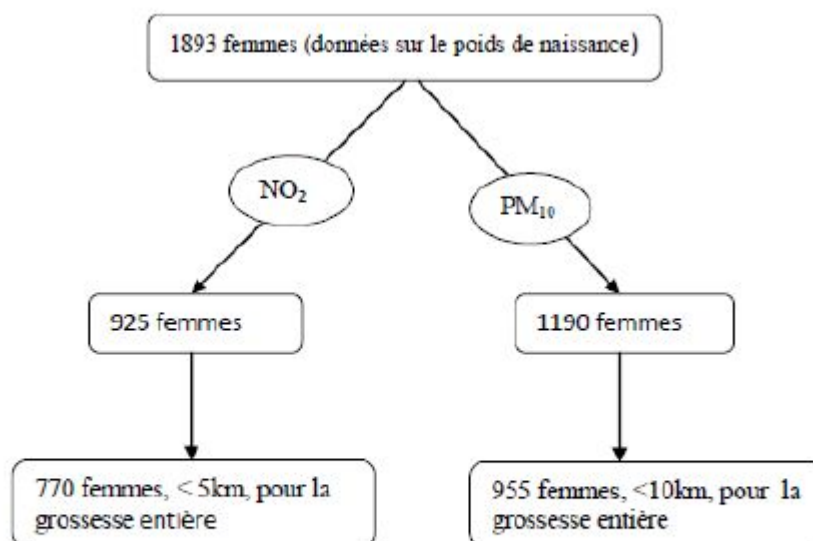 1893 femmes (données sur le poids de naissance)
NO₂
PM₁₀
925 femmes
1190 femmes
770 femmes, < 5km, pour la
grossesse entière
955 femmes, <10km, pour la
grossesse entière